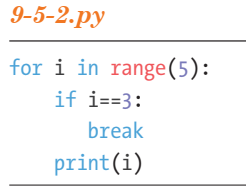 9-5-2.py
for i in range(5):
    if i==3:
        break
    print(i)